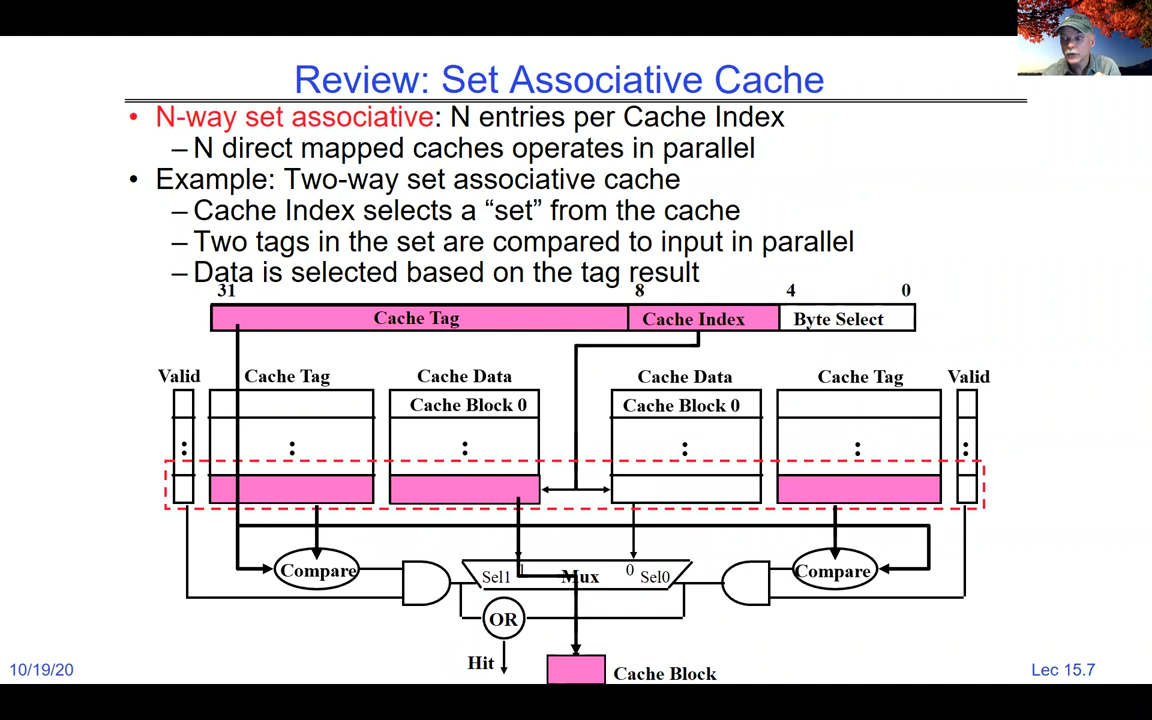 Review: Set Associative Cache
• N-way set associative: N entries per Cache Index
– N direct mapped caches operates in parallel
• Example: Two-way set associative cache
– Cache Index selects a “set” from the cache
– Two tags in the set are compared to input in parallel
– Data is selected based on the tag result
31 8 4 0
Cache Tag Cache Index Byte Select
Valid Cache Tag Cache Data Cache Data Cache Tag Valid
Cache Block 0 Cache Block 0
: : : : : :
Compare Sel1 1 Mux 0 Sel0 Compare
OR
Hit
Cache Block
10/19/20 Lec 15.7